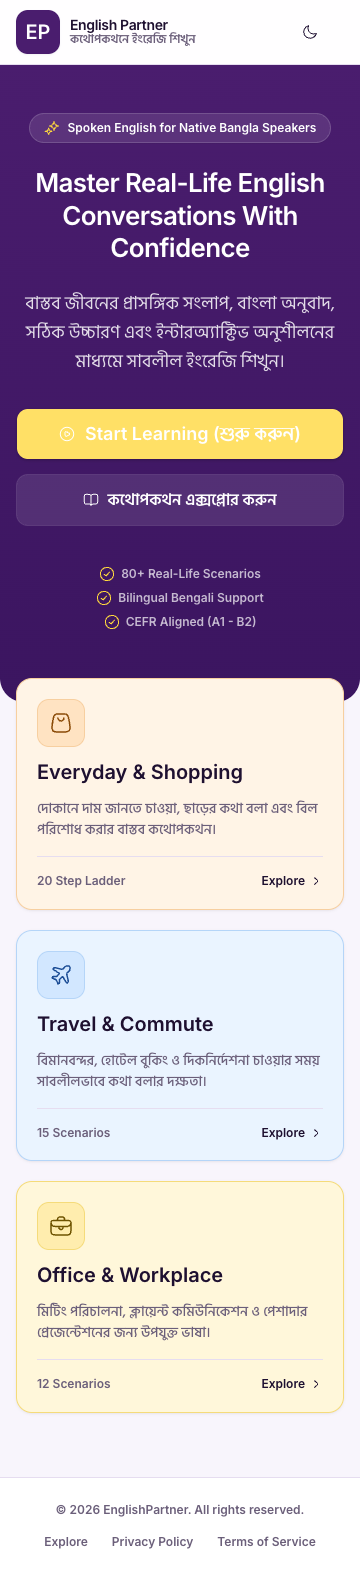 EP
English Partner
কথোপকথনে ইংরেজি শিখুন
Spoken English for Native Bangla Speakers
Master Real-Life English
Conversations With
Confidence
বাস্তব জীবনের প্রাসঙ্গিক সংলাপ, বাংলা অনুবাদ,
সঠিক উচ্চারণ এবং ইন্টারঅ্যাক্টিভ অনুশীলনের
মাধ্যমে সাবলীল ইংরেজি শিখুন।
Start Learning (শুরু করুন)
কথোপকথন এক্সপ্লোর করুন
80+ Real-Life Scenarios
Bilingual Bengali Support
CEFR Aligned (A1 - B2)
Everyday & Shopping
দোকানে দাম জানতে চাওয়া, ছাড়ের কথা বলা এবং বিল
পরিশোধ করার বাস্তব কথোপকথন।
20 Step Ladder
Explore
Travel & Commute
বিমানবন্দর, হোটেল বুকিং ও দিকনির্দেশনা চাওয়ার সময়
সাবলীলভাবে কথা বলার দক্ষতা।
15 Scenarios
Explore
Office & Workplace
মিটিং পরিচালনা, ক্লায়েন্ট কমিউনিকেশন ও পেশাদার
প্রেজেন্টেশনের জন্য উপযুক্ত ভাষা।
12 Scenarios
Explore
© 2026 EnglishPartner. All rights reserved.
Explore Privacy Policy Terms of Service